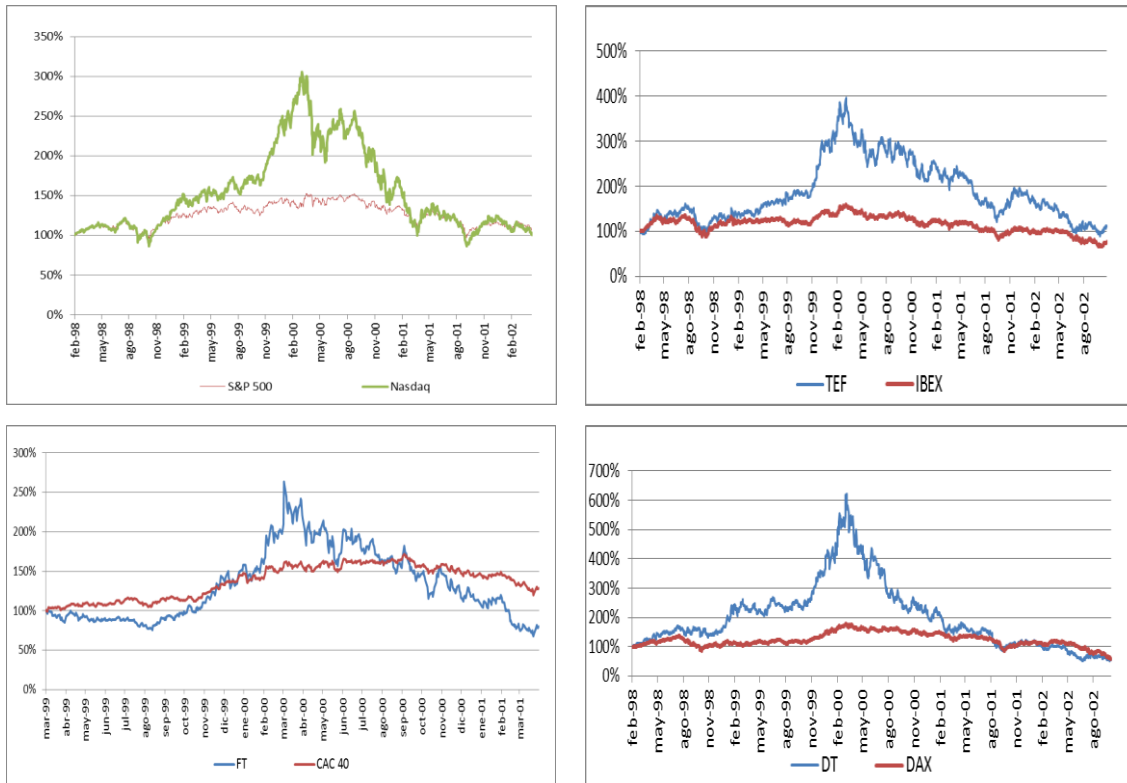 350%
300%
250%
200%
150%
100%
50%
0%
feb-98
may-98
ago-98
nov-98
feb-99
may-99
ago-99
nov-99
feb-00
may-00
ago-00
nov-00
feb-01
may-01
ago-01
nov-01
feb-02
S&P 500
Nasdaq
500%
400%
300%
200%
100%
0%
feb-98
may-98
ago-98
nov-98
feb-99
may-99
ago-99
nov-99
feb-00
may-00
ago-00
nov-00
feb-01
may-01
ago-01
nov-01
feb-02
may-02
ago-02
TEF
IBEX
300%
250%
200%
150%
100%
50%
0%
mar-99
abr-99
may-99
jun-99
jul-99
ago-99
sep-99
oct-99
nov-99
dic-99
ene-00
feb-00
mar-00
abr-00
may-00
jun-00
jul-00
ago-00
sep-00
oct-00
nov-00
dic-00
ene-01
feb-01
mar-01
FT
CAC 40
700%
600%
500%
400%
300%
200%
100%
0%
feb-98
may-98
ago-98
nov-98
feb-99
may-99
ago-99
nov-99
feb-00
may-00
ago-00
nov-00
feb-01
may-01
ago-01
nov-01
feb-02
may-02
ago-02
DT
DAX